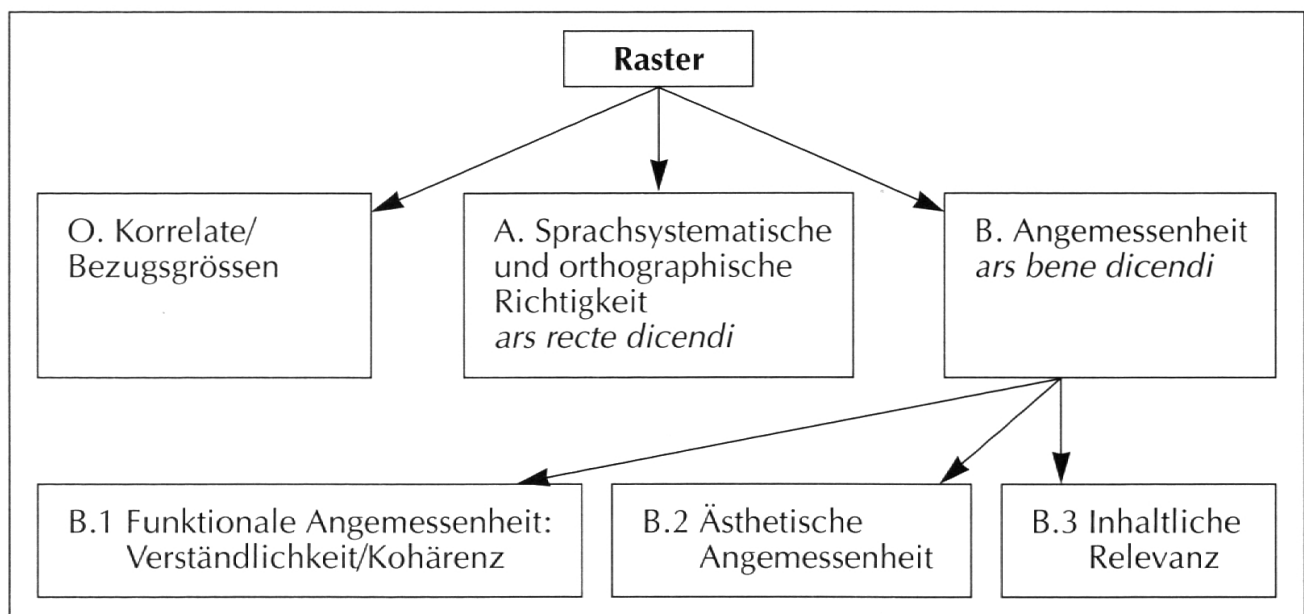 Raster
O. Korrelate/
Bezugsgrössen
A. Sprachsystematische
und orthographische
Richtigkeit
ars recte dicendi
B. Angemessenheit
ars bene dicendi
B.1 Funktionale Angemessenheit:
Verständlichkeit/Kohärenz
B.2 Ästhetische
Angemessenheit
B.3 Inhaltliche
Relevanz